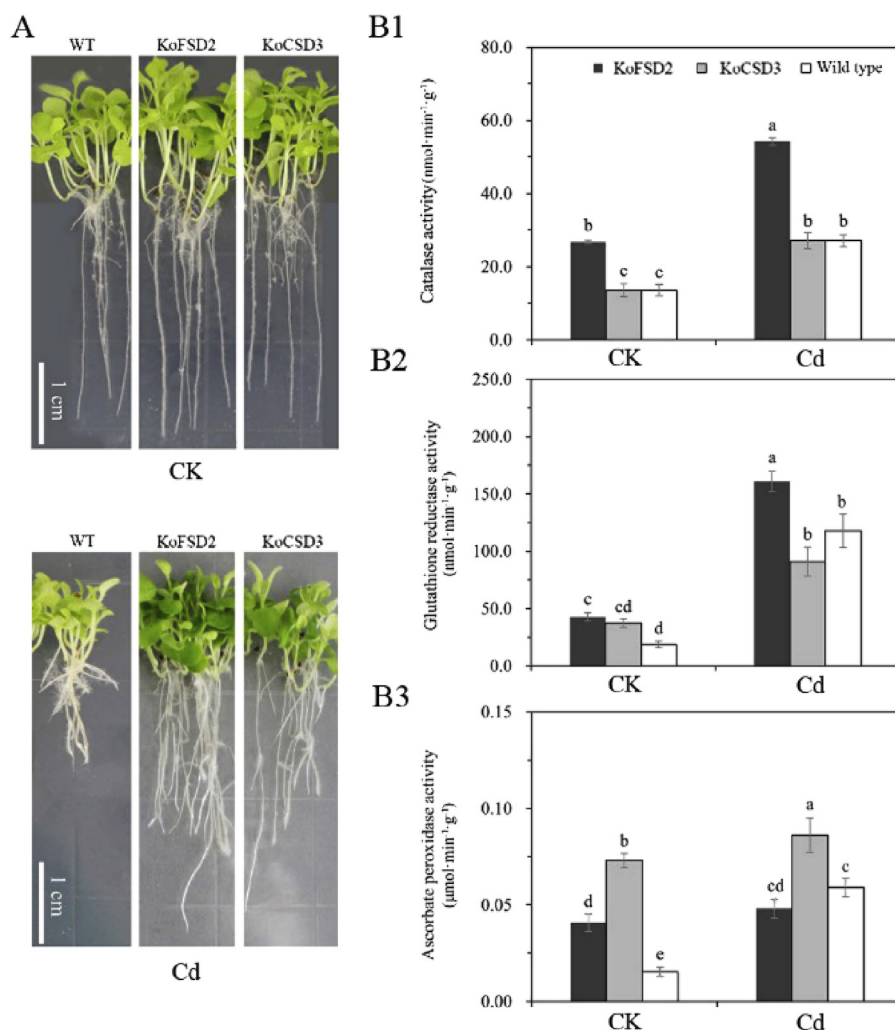 A
WT
KoFSD2
KoCSD3
1 cm
CK
WT
KoFSD2
KoCSD3
1 cm
Cd
B1
80.0
60.0
40.0
20.0
0.0
Catalase activity (nmol·min⁻¹·g⁻¹)
KoFSD2
KoCSD3
Wild type
b
c
c
a
b
b
CK
Cd
B2
250.0
200.0
150.0
100.0
50.0
0.0
Glutathione reductase activity
(nmol·min⁻¹·g⁻¹)
c
cd
d
a
b
b
CK
Cd
B3
0.15
0.10
0.05
0.00
Ascorbate peroxidase activity
(μmol·min⁻¹·g⁻¹)
d
b
e
cd
a
c
CK
Cd